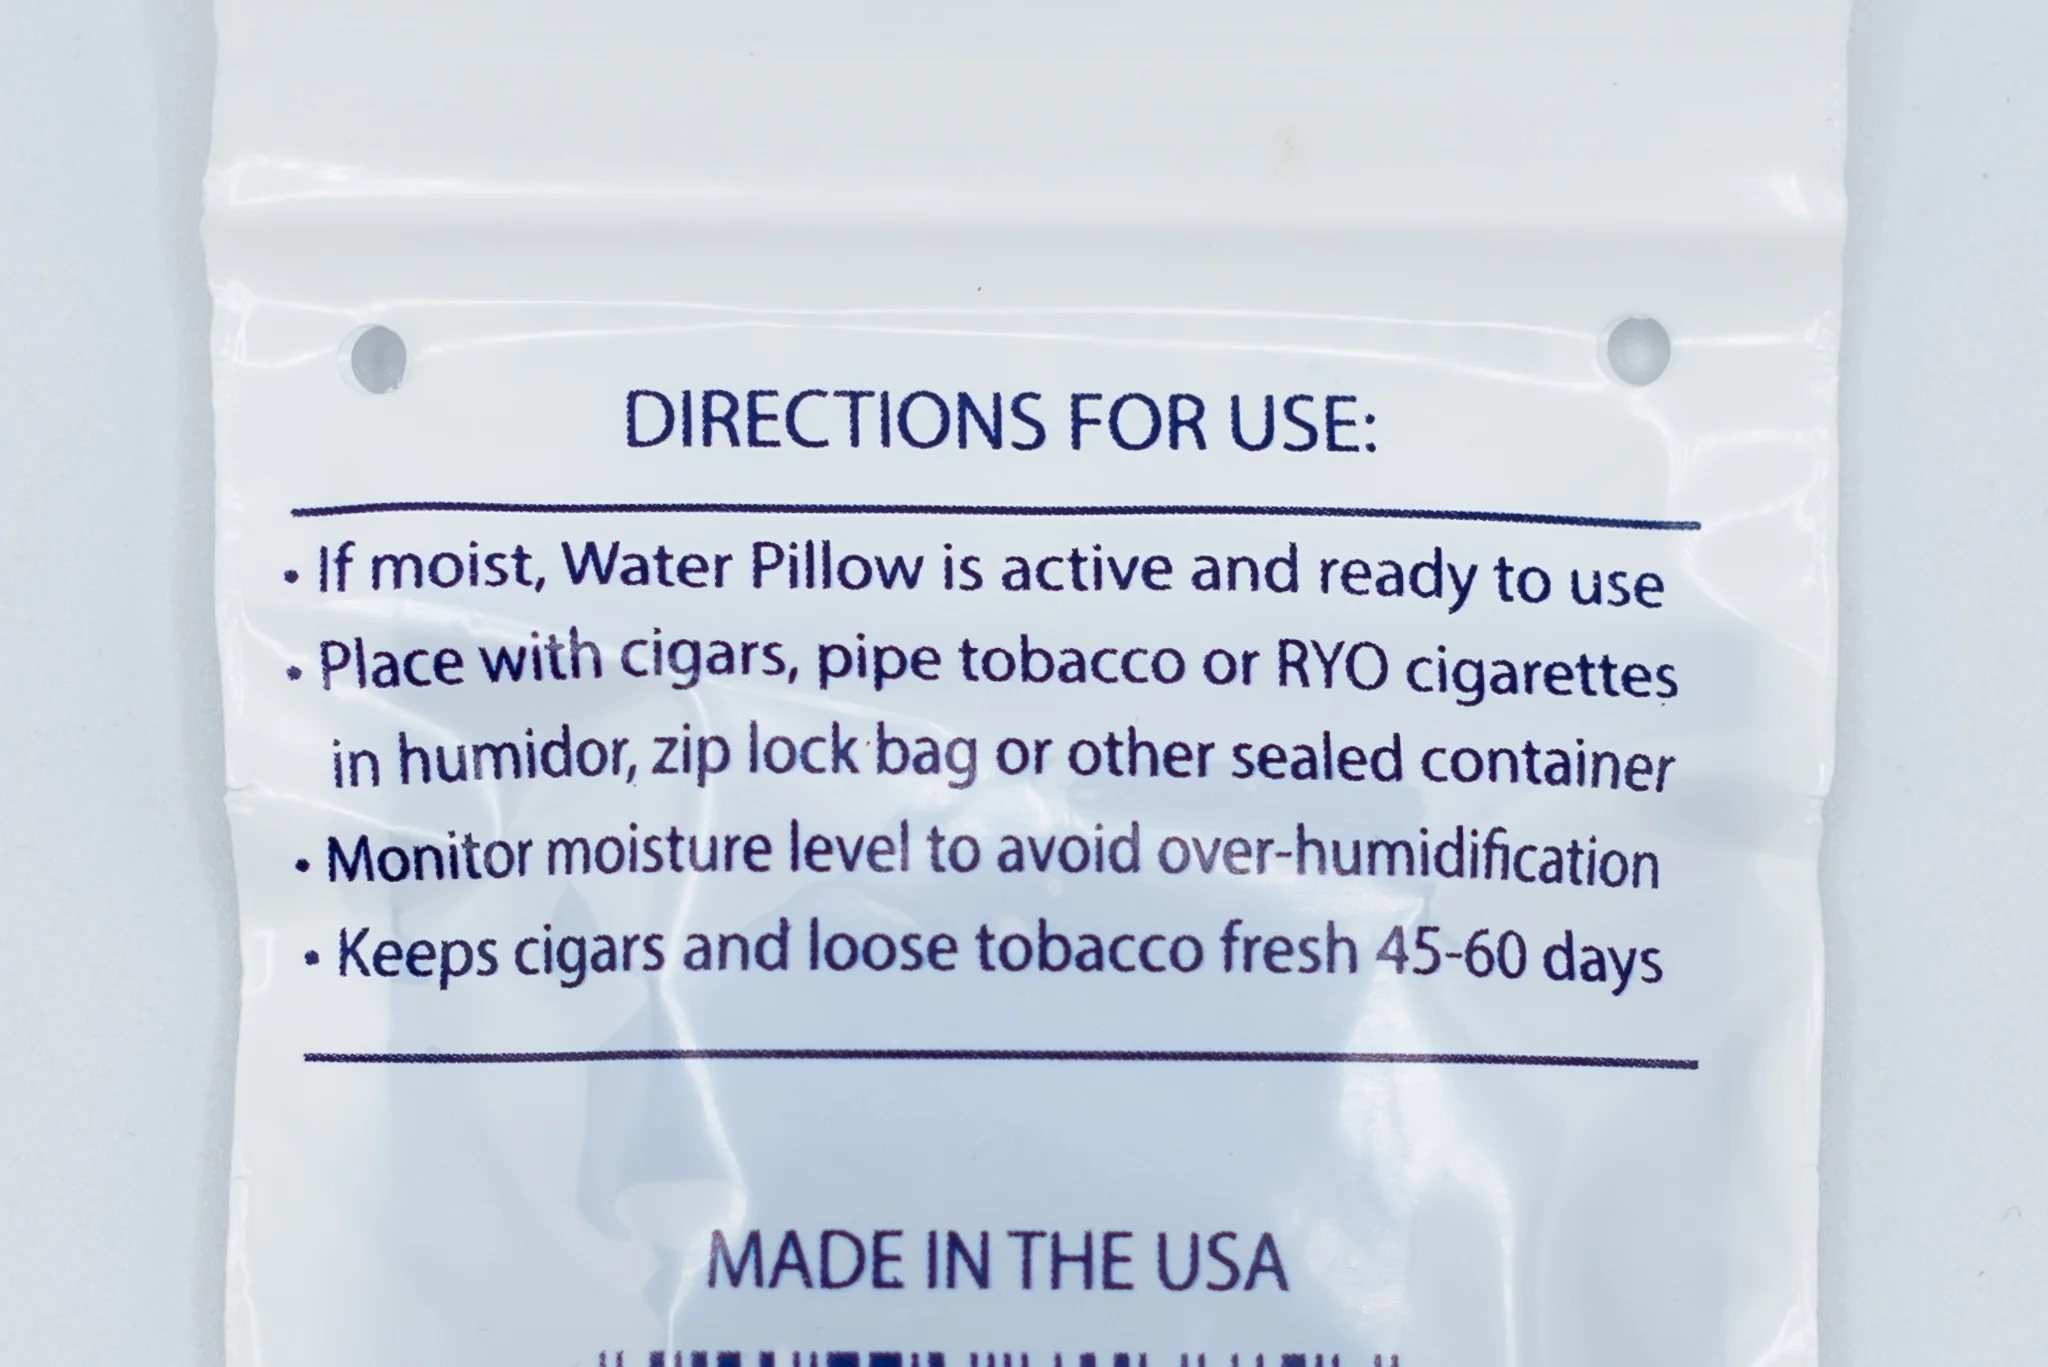 DIRECTIONS FOR USE:
• If moist, Water Pillow is active and ready to use
• Place with cigars, pipe tobacco or RYO cigarettes
in humidor, zip lock bag or other sealed container
• Monitor moisture level to avoid over-humidification
• Keeps cigars and loose tobacco fresh 45-60 days
MADE IN THE USA